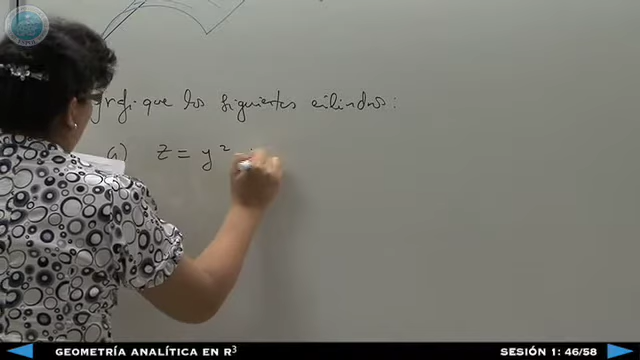 grafique los siguientes cilindros:
a) z = y²
GEOMETRÍA ANALÍTICA EN R³
SESIÓN 1: 46/58